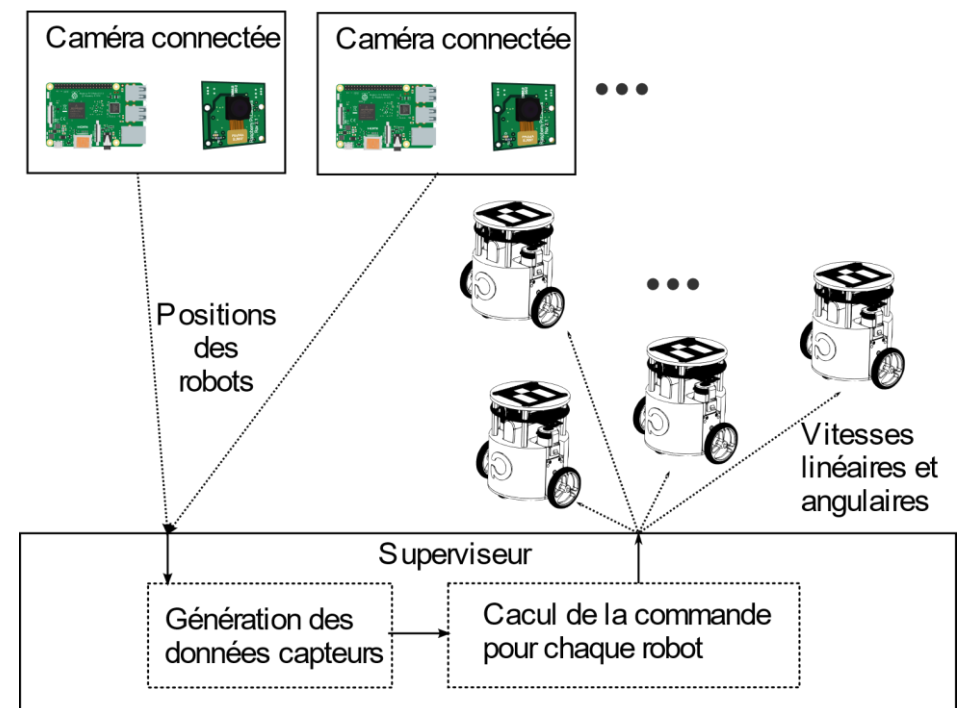 Caméra connectée
Caméra connectée
Positions
des
robots
Vitesses
linéaires et
angulaires
Superviseur
Génération des
données capteurs
Cacul de la commande
pour chaque robot